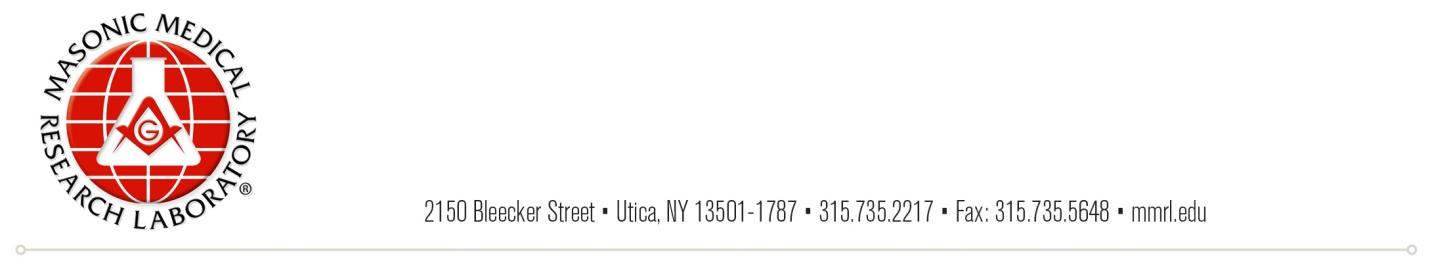 MASONIC MEDICAL
RESEARCH LABORATORY®
G
2150 Bleecker Street ▪ Utica, NY 13501-1787 ▪ 315.735.2217 ▪ Fax: 315.735.5648 ▪ mmrl.edu